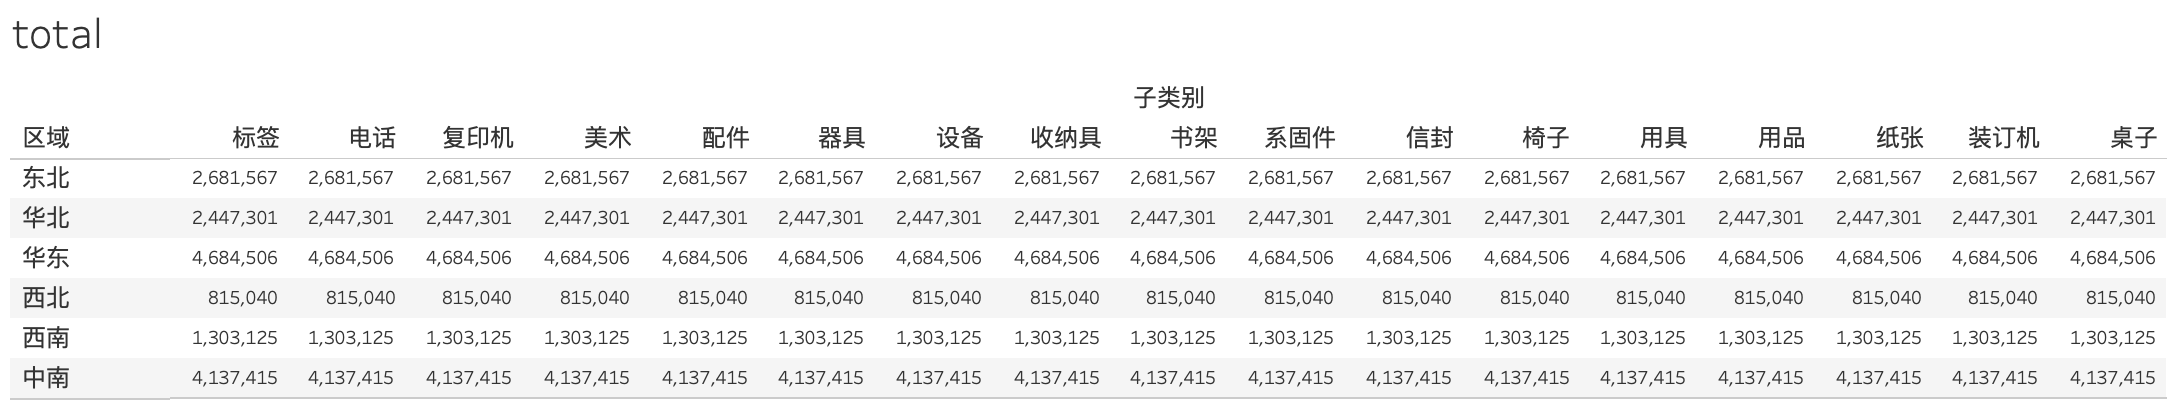 total
子类别
区域 标签 电话 复印机 美术 配件 器具 设备 收纳具 书架 系固件 信封 椅子 用具 用品 纸张 装订机 桌子
东北 2,681,567 2,681,567 2,681,567 2,681,567 2,681,567 2,681,567 2,681,567 2,681,567 2,681,567 2,681,567 2,681,567 2,681,567 2,681,567 2,681,567 2,681,567 2,681,567 2,681,567
华北 2,447,301 2,447,301 2,447,301 2,447,301 2,447,301 2,447,301 2,447,301 2,447,301 2,447,301 2,447,301 2,447,301 2,447,301 2,447,301 2,447,301 2,447,301 2,447,301 2,447,301
华东 4,684,506 4,684,506 4,684,506 4,684,506 4,684,506 4,684,506 4,684,506 4,684,506 4,684,506 4,684,506 4,684,506 4,684,506 4,684,506 4,684,506 4,684,506 4,684,506 4,684,506
西北 815,040 815,040 815,040 815,040 815,040 815,040 815,040 815,040 815,040 815,040 815,040 815,040 815,040 815,040 815,040 815,040 815,040
西南 1,303,125 1,303,125 1,303,125 1,303,125 1,303,125 1,303,125 1,303,125 1,303,125 1,303,125 1,303,125 1,303,125 1,303,125 1,303,125 1,303,125 1,303,125 1,303,125 1,303,125
中南 4,137,415 4,137,415 4,137,415 4,137,415 4,137,415 4,137,415 4,137,415 4,137,415 4,137,415 4,137,415 4,137,415 4,137,415 4,137,415 4,137,415 4,137,415 4,137,415 4,137,415